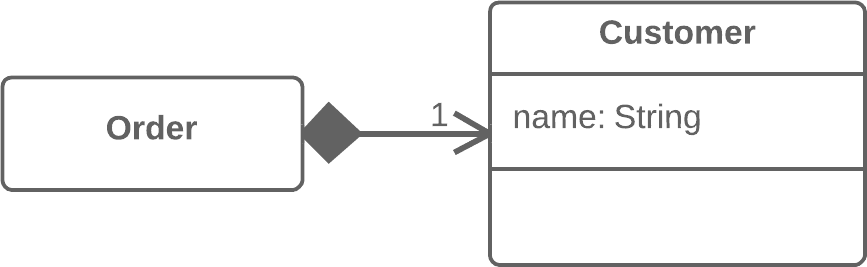 Order
1
Customer
name: String